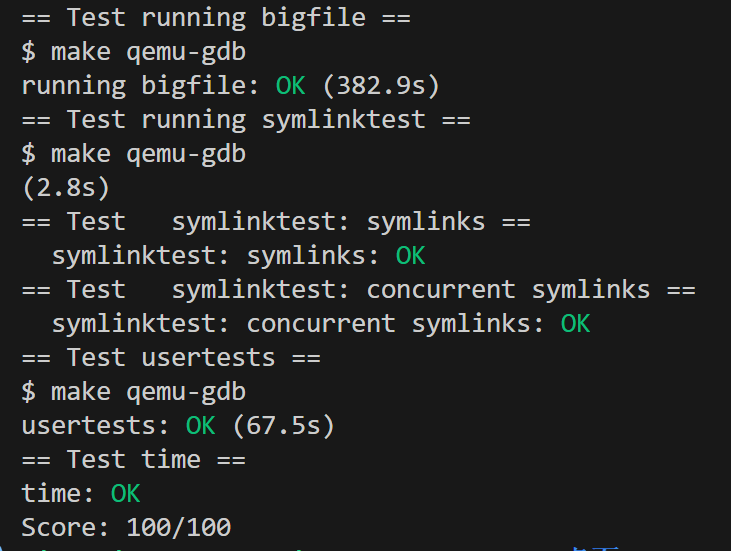 == Test running bigfile ==
$ make qemu-gdb
running bigfile: OK (382.9s)
== Test running symlinktest ==
$ make qemu-gdb
(2.8s)
== Test   symlinktest: symlinks ==
  symlinktest: symlinks: OK
== Test   symlinktest: concurrent symlinks ==
  symlinktest: concurrent symlinks: OK
== Test usertests ==
$ make qemu-gdb
usertests: OK (67.5s)
== Test time ==
time: OK
Score: 100/100